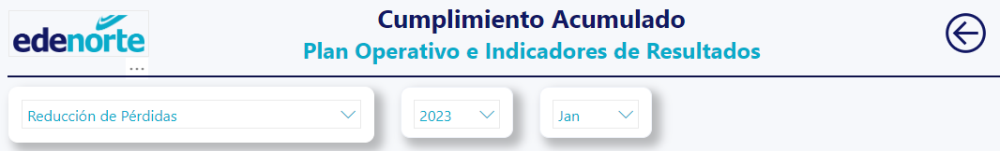 edenorte
Cumplimiento Acumulado
Plan Operativo e Indicadores de Resultados
...
Reducción de Pérdidas
2023
Jan